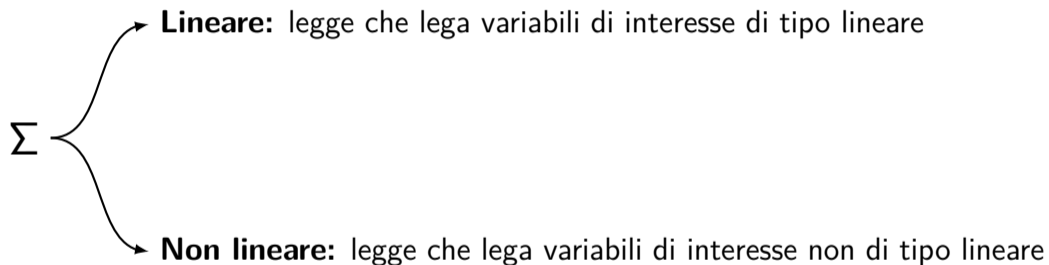 Lineare: legge che lega variabili di interesse di tipo lineare
Σ
Non lineare: legge che lega variabili di interesse non di tipo lineare